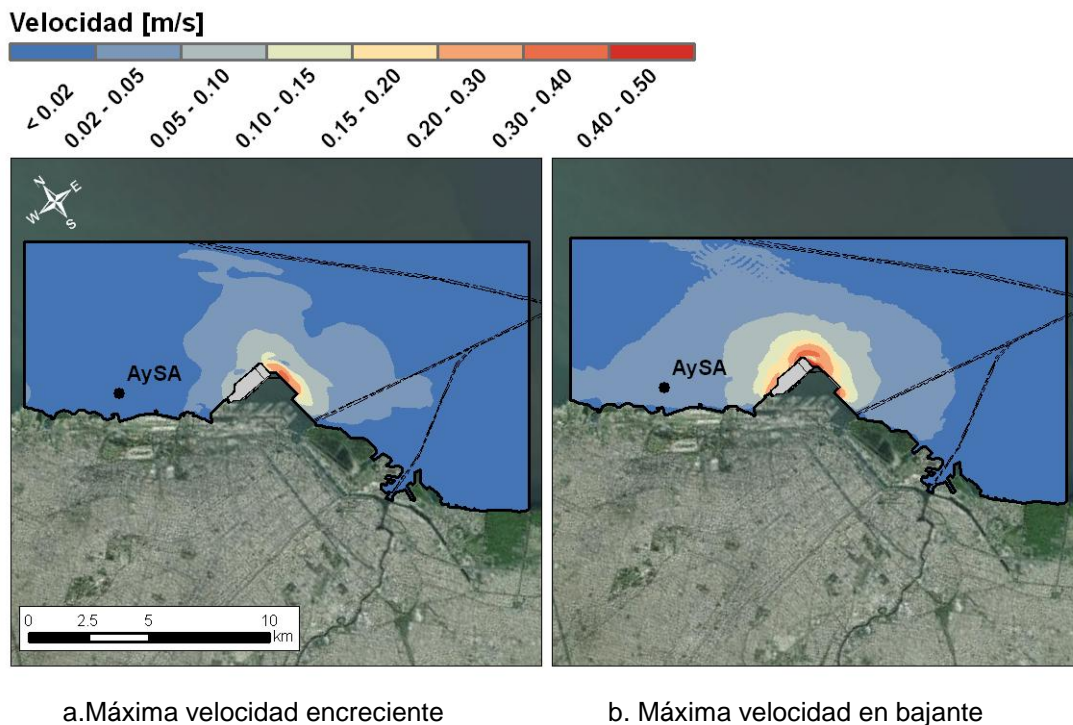 Velocidad [m/s]
< 0.02
0.02 - 0.05
0.05 - 0.10
0.10 - 0.15
0.15 - 0.20
0.20 - 0.30
0.30 - 0.40
0.40 - 0.50
N
E
W
S
AySA
AySA
0 2.5 5 10
km
a.Máxima velocidad encreciente
b. Máxima velocidad en bajante